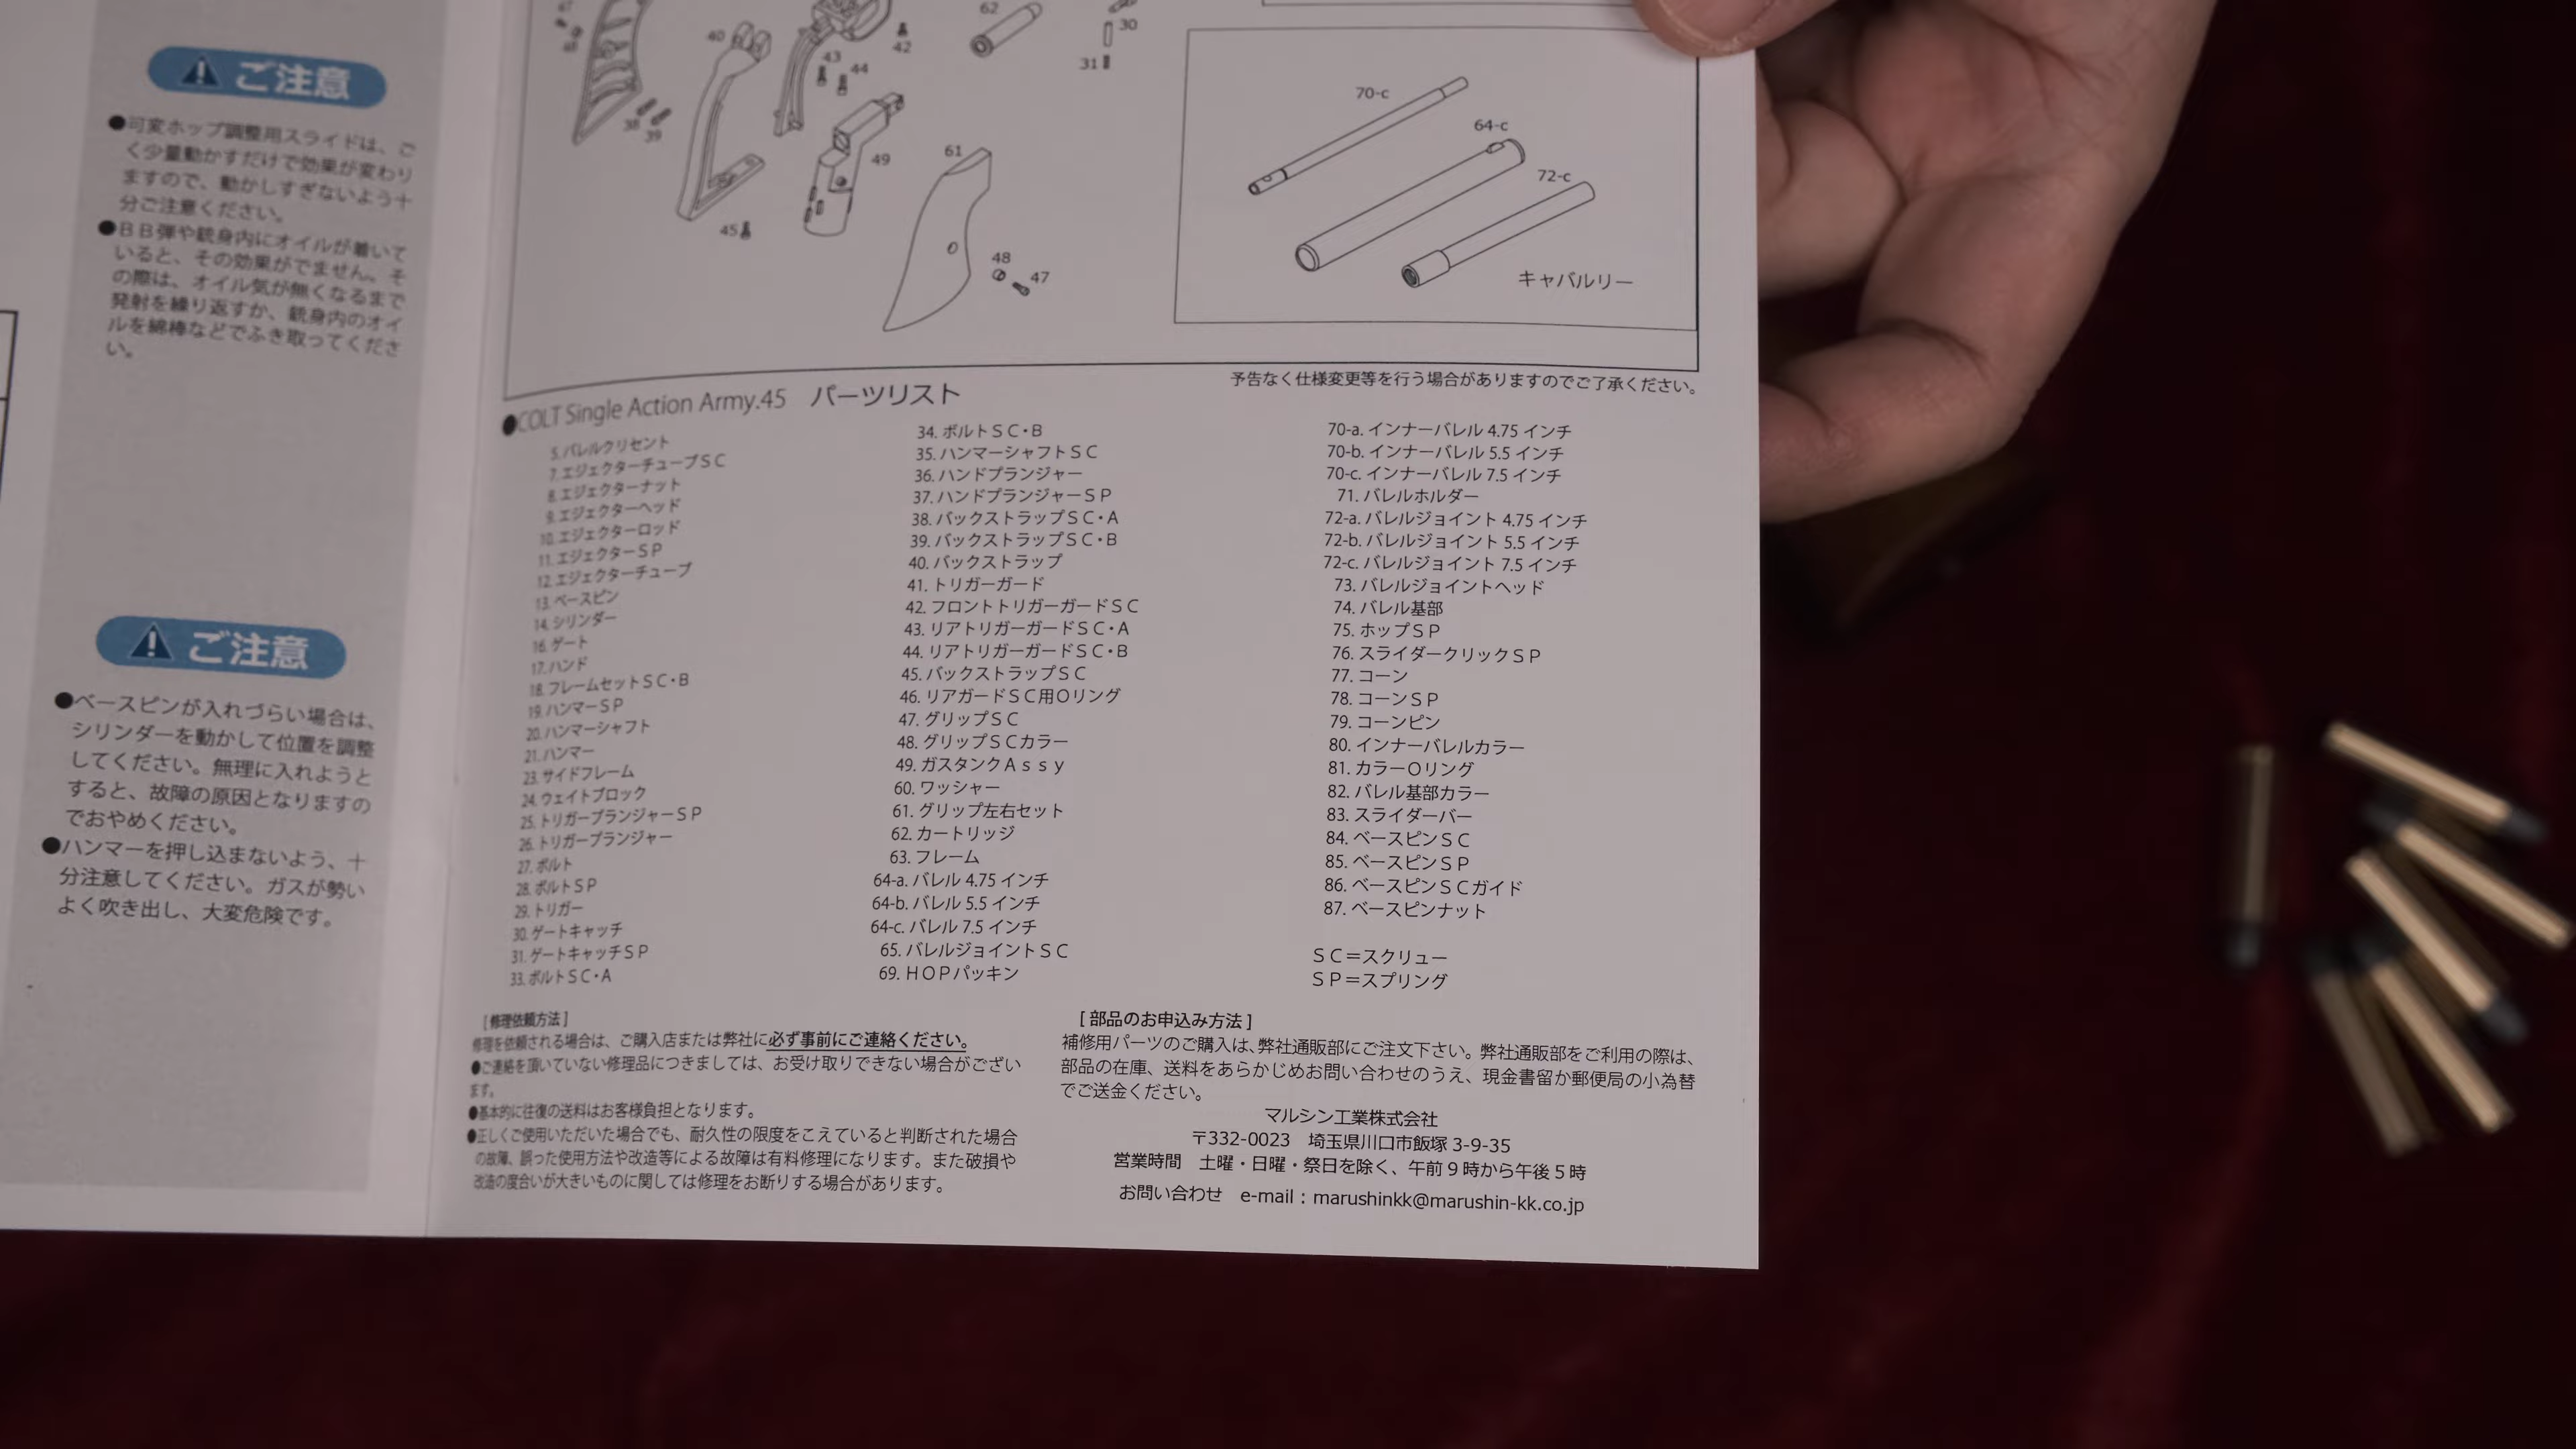 ご注意
●可変ホップ調整用スライドは、ご
く少量動かすだけで効果が変わり
ますので、動かしすぎないよう十
分ご注意ください。
●BB弾や銃身内にオイルが着いて
いると、その効果がでません。そ
の際は、オイル気が無くなるまで
発射を繰り返すか、銃身内のオイ
ルを綿棒などでふき取ってくださ
い。
ご注意
●ベースピンが入れづらい場合は、
シリンダーを動かして位置を調整
してください。無理に入れようと
すると、故障の原因となりますの
でおやめください。
●ハンマーを押し込まないよう、十
分注意してください。ガスが勢い
よく吹き出し、大変危険です。
40
62
42
30
31
43
44
38
39
49
61
45
48
47
70-c
64-c
72-c
キャバルリー
予告なく仕様変更等を行う場合がありますのでご了承ください。
●COLT Single Action Army.45 パーツリスト
5. バレルクリセント
7. エジェクターチューブSC
8. エジェクターナット
9. エジェクターヘッド
10. エジェクターロッド
11. エジェクターSP
12. エジェクターチューブ
13. ベースピン
14. シリンダー
16. ゲート
17. ハンド
18. フレームセットSC・B
19. ハンマーSP
20. ハンマーシャフト
21. ハンマー
23. サイドフレーム
24. ウェイトブロック
25. トリガープランジャーSP
26. トリガープランジャー
27. ボルト
28. ボルトSP
29. トリガー
30. ゲートキャッチ
31. ゲートキャッチSP
33. ボルトSC・A
34. ボルトSC・B
35. ハンマーシャフトSC
36. ハンドプランジャー
37. ハンドプランジャーSP
38. バックストラップSC・A
39. バックストラップSC・B
40. バックストラップ
41. トリガーガード
42. フロントトリガーガードSC
43. リアトリガーガードSC・A
44. リアトリガーガードSC・B
45. バックストラップSC
46. リアガードSC用Oリング
47. グリップSC
48. グリップSCカラー
49. ガスタンクAssy
60. ワッシャー
61. グリップ左右セット
62. カートリッジ
63. フレーム
64-a. バレル 4.75 インチ
64-b. バレル 5.5 インチ
64-c. バレル 7.5 インチ
65. バレルジョイントSC
69. HOPパッキン
70-a. インナーバレル 4.75 インチ
70-b. インナーバレル 5.5 インチ
70-c. インナーバレル 7.5 インチ
71. バレルホルダー
72-a. バレルジョイント 4.75 インチ
72-b. バレルジョイント 5.5 インチ
72-c. バレルジョイント 7.5 インチ
73. バレルジョイントヘッド
74. バレル基部
75. ホップSP
76. スライダークリックSP
77. コーン
78. コーンSP
79. コーンピン
80. インナーバレルカラー
81. カラーOリング
82. バレル基部カラー
83. スライダーバー
84. ベースピンSC
85. ベースピンSP
86. ベースピンSCガイド
87. ベースピンナット
SC=スクリュー
SP=スプリング
[修理依頼方法]
修理を依頼される場合は、ご購入店または弊社に必ず事前にご連絡ください。
●ご連絡を頂いていない修理品につきましては、お受け取りできない場合がござい
ます。
●基本的に往復の送料はお客様負担となります。
●正しくご使用いただいた場合でも、耐久性の限度をこえていると判断された場合
の故障、誤った使用方法や改造等による故障は有料修理になります。また破損や
改造の度合いが大きいものに関しては修理をお断りする場合があります。
[部品のお申込み方法]
補修用パーツのご購入は、弊社通販部にご注文下さい。弊社通販部をご利用の際は、
部品の在庫、送料をあらかじめお問い合わせのうえ、現金書留か郵便局の小為替
でご送金ください。
マルシン工業株式会社
〒332-0023 埼玉県川口市飯塚 3-9-35
営業時間 土曜・日曜・祭日を除く、午前9時から午後5時
お問い合わせ e-mail : marushinkk@marushin-kk.co.jp